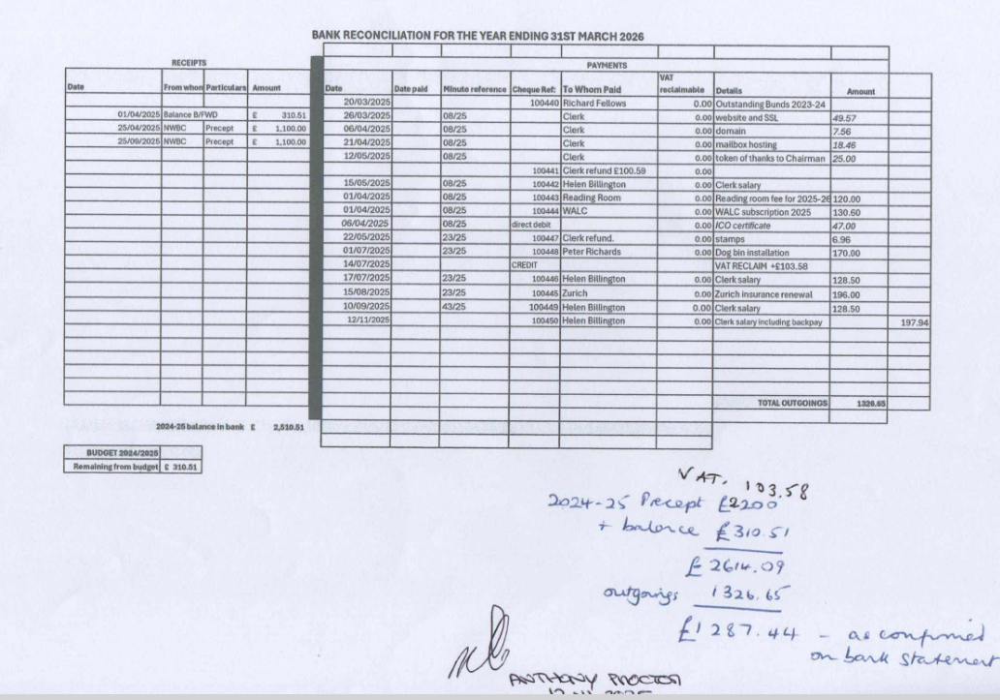 BANK RECONCILIATION FOR THE YEAR ENDING 31ST MARCH 2026
RECEIPTS
Date From whom Particulars Amount
01/04/2025 Balance B/FWD £ 310.51
25/04/2025 NWBC Precept £ 1,100.00
25/09/2025 NWBC Precept £ 1,100.00
2024-25 balance in bank £ 2,510.51
BUDGET 2024/2025
Remaining from budget £ 310.51
PAYMENTS
Date Date paid Minute reference Cheque Ref: To Whom Paid VAT reclaimable Details Amount
20/03/2025 100440 Richard Fellows 0.00 Outstanding Bunds 2023-24
26/03/2025 08/25 Clerk 0.00 website and SSL 49.57
06/04/2025 08/25 Clerk 0.00 domain 7.56
21/04/2025 08/25 Clerk 0.00 mailbox hosting 18.46
12/05/2025 08/25 Clerk 0.00 token of thanks to Chairman 25.00
100441 Clerk refund £100.59 0.00
15/05/2025 08/25 100442 Helen Billington 0.00 Clerk salary
01/04/2025 08/25 100443 Reading Room 0.00 Reading room fee for 2025-26 120.00
01/04/2025 08/25 100444 WALC 0.00 WALC subscription 2025 130.60
06/04/2025 08/25 direct debit 0.00 ICO certificate 47.00
22/05/2025 23/25 100447 Clerk refund. 0.00 stamps 6.96
01/07/2025 23/25 100448 Peter Richards 0.00 Dog bin installation 170.00
14/07/2025 CREDIT VAT RECLAIM +£103.58
17/07/2025 23/25 100446 Helen Billington 0.00 Clerk salary 128.50
15/08/2025 23/25 100445 Zurich 0.00 Zurich insurance renewal 196.00
10/09/2025 43/25 100449 Helen Billington 0.00 Clerk salary 128.50
12/11/2025 100450 Helen Billington 0.00 Clerk salary including backpay 197.94
TOTAL OUTGOINGS 1326.65
VAT. 103.58
2024-25 Precept £2200
+ balance £310.51
£2614.09
outgoings 1326.65
£1287.44 - as confirmed
on bank statement
ANTHONY PROCTOR